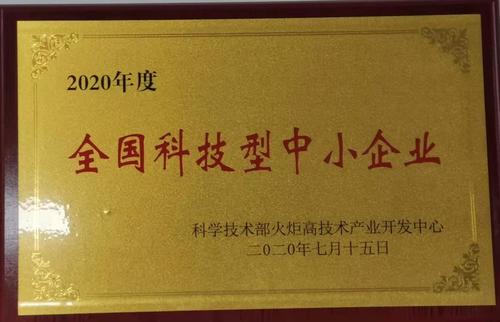 2020年度
全国科技型中小企业
科学技术部火炬高技术产业开发中心
二０二０年七月十五日